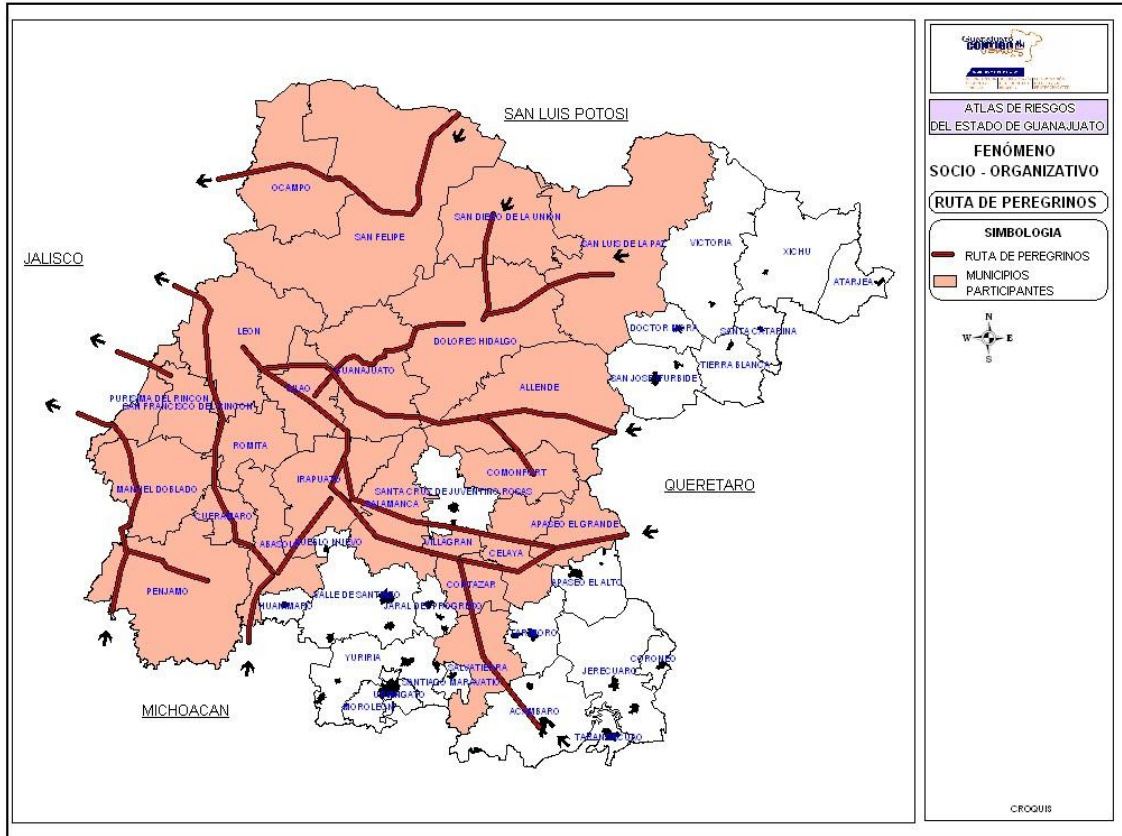 SAN LUIS POTOSI
OCAMPO
SAN FELIPE
SAN DIEGO DE LA UNION
SAN LUIS DE LA PAZ
VICTORIA
XICHU
ATARJEA
JALISCO
LEON
DOLORES HIDALGO
DOCTOR MORA
SANTA CATARINA
TIERRA BLANCA
SAN JOSE ITURBIDE
GUANAJUATO
SILAO
ALLENDE
PURISIMA DEL RINCON
SAN FRANCISCO DEL RINCON
ROMITA
IRAPUATO
COMONFORT
QUERETARO
MANUEL DOBLADO
SANTA CRUZ DE JUVENTINO ROSAS
SALAMANCA
CUERAMARO
APASEO EL GRANDE
ABASOLO
PUEBLO NUEVO
VILLAGRAN
CELAYA
PENJAMO
CORTAZAR
APASEO EL ALTO
HUANIMARO
VALLE DE SANTIAGO
JARAL DEL PROGRESO
TARIMORO
YURIRIA
SALVATIERRA
JERECUARO
CORONEO
SANTIAGO MARAVATIO
URIANGATO
MOROLEON
MICHOACAN
ACAMBARO
TARANDACUAO
Guanajuato
CONTIGO
ATLAS DE RIESGOS
DEL ESTADO DE GUANAJUATO
FENÓMENO
SOCIO - ORGANIZATIVO
RUTA DE PEREGRINOS
SIMBOLOGIA
RUTA DE PEREGRINOS
MUNICIPIOS
PARTICIPANTES
N
W E
S
CROQUIS